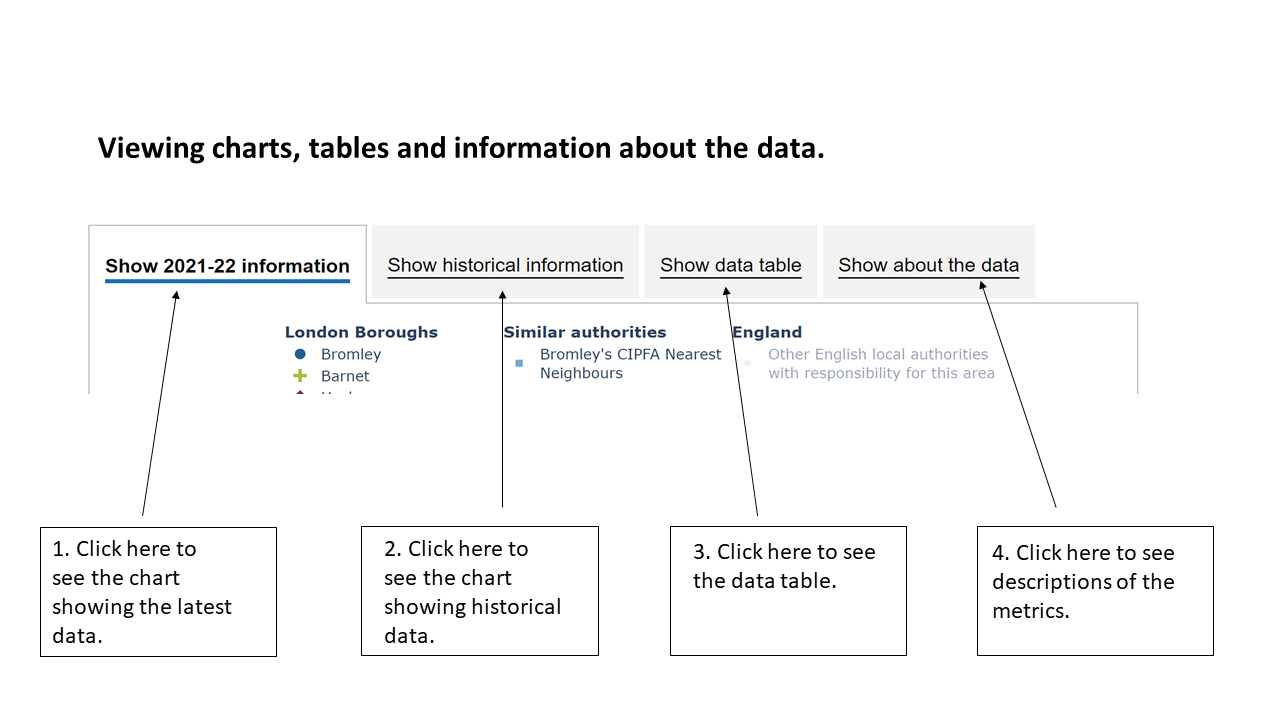 Viewing charts, tables and information about the data.
Show 2021-22 information
Show historical information
Show data table
Show about the data
London Boroughs
Bromley
Barnet
Similar authorities
Bromley's CIPFA Nearest
Neighbours
England
Other English local authorities
with responsibility for this area
1. Click here to
see the chart
showing the latest
data.
2. Click here to
see the chart
showing historical
data.
3. Click here to see
the data table.
4. Click here to see
descriptions of the
metrics.